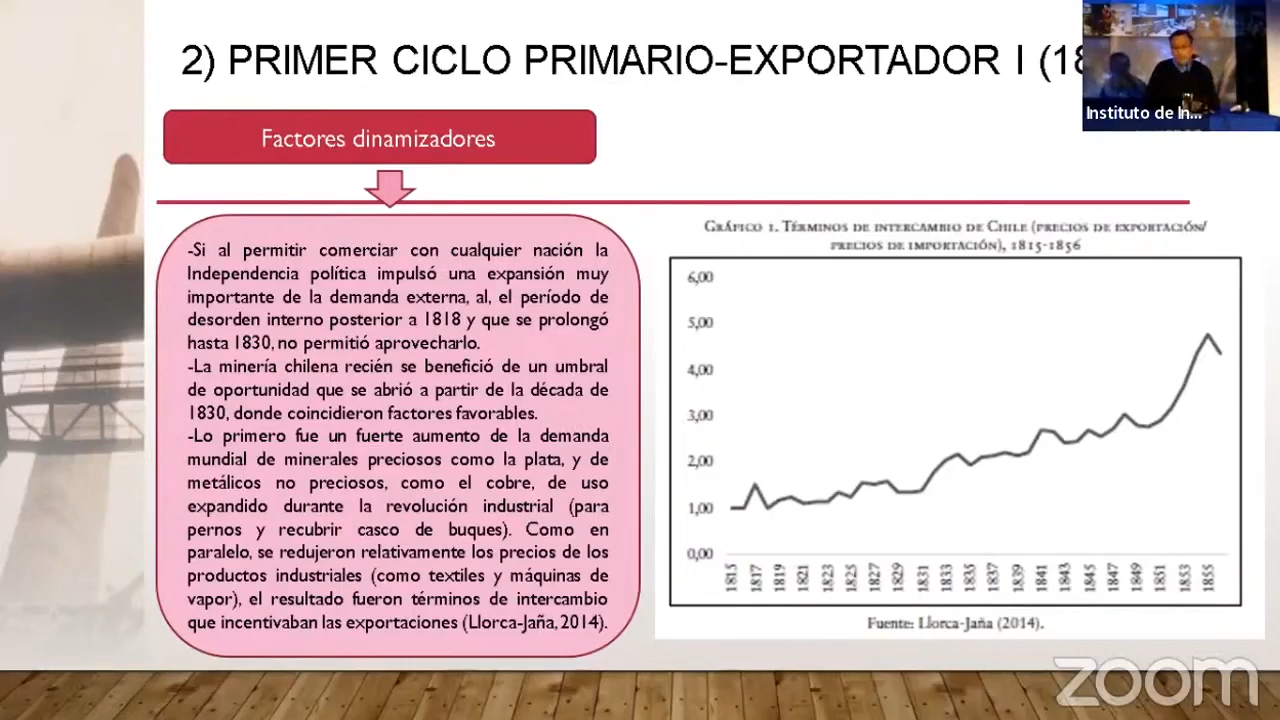 2) PRIMER CICLO PRIMARIO-EXPORTADOR I (18
Instituto de In...
Factores dinamizadores
-Si al permitir comerciar con cualquier nación la
Independencia política impulsó una expansión muy
importante de la demanda externa, al, el período de
desorden interno posterior a 1818 y que se prolongó
hasta 1830, no permitió aprovecharlo.
-La minería chilena recién se benefició de un umbral
de oportunidad que se abrió a partir de la década de
1830, donde coincidieron factores favorables.
-Lo primero fue un fuerte aumento de la demanda
mundial de minerales preciosos como la plata, y de
metálicos no preciosos, como el cobre, de uso
expandido durante la revolución industrial (para
pernos y recubrir casco de buques). Como en
paralelo, se redujeron relativamente los precios de los
productos industriales (como textiles y máquinas de
vapor), el resultado fueron términos de intercambio
que incentivaban las exportaciones (Llorca-Jaña, 2014).
Gráfico 1. Términos de intercambio de Chile (precios de exportación/
precios de importación), 1815-1856
6,00
5,00
4,00
3,00
2,00
1,00
0,00
1815 1817 1819 1821 1823 1825 1827 1829 1831 1833 1835 1837 1839 1841 1843 1845 1847 1849 1851 1853 1855
Fuente: Llorca-Jaña (2014).
zoom